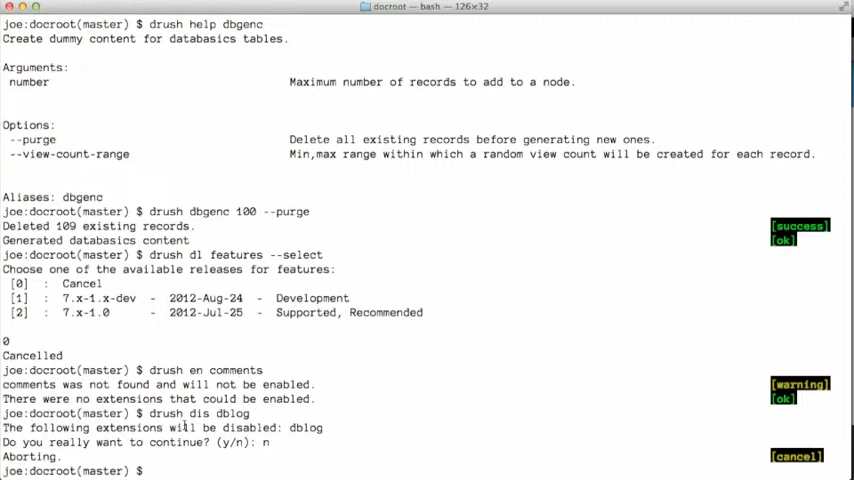 docroot — bash — 126×32
joe:docroot(master) $ drush help dbgenc
Create dummy content for databasics tables.
Arguments:
number Maximum number of records to add to a node.
Options:
--purge Delete all existing records before generating new ones.
--view-count-range Min,max range within which a random view count will be created for each record.
Aliases: dbgenc
joe:docroot(master) $ drush dbgenc 100 --purge
Deleted 109 existing records. [success]
Generated databasics content [ok]
joe:docroot(master) $ drush dl features --select
Choose one of the available releases for features:
[0] : Cancel
[1] : 7.x-1.x-dev - 2012-Aug-24 - Development
[2] : 7.x-1.0 - 2012-Jul-25 - Supported, Recommended
0
Cancelled
joe:docroot(master) $ drush en comments
comments was not found and will not be enabled. [warning]
There were no extensions that could be enabled. [ok]
joe:docroot(master) $ drush dis dblog
The following extensions will be disabled: dblog
Do you really want to continue? (y/n): n
Aborting. [cancel]
joe:docroot(master) $